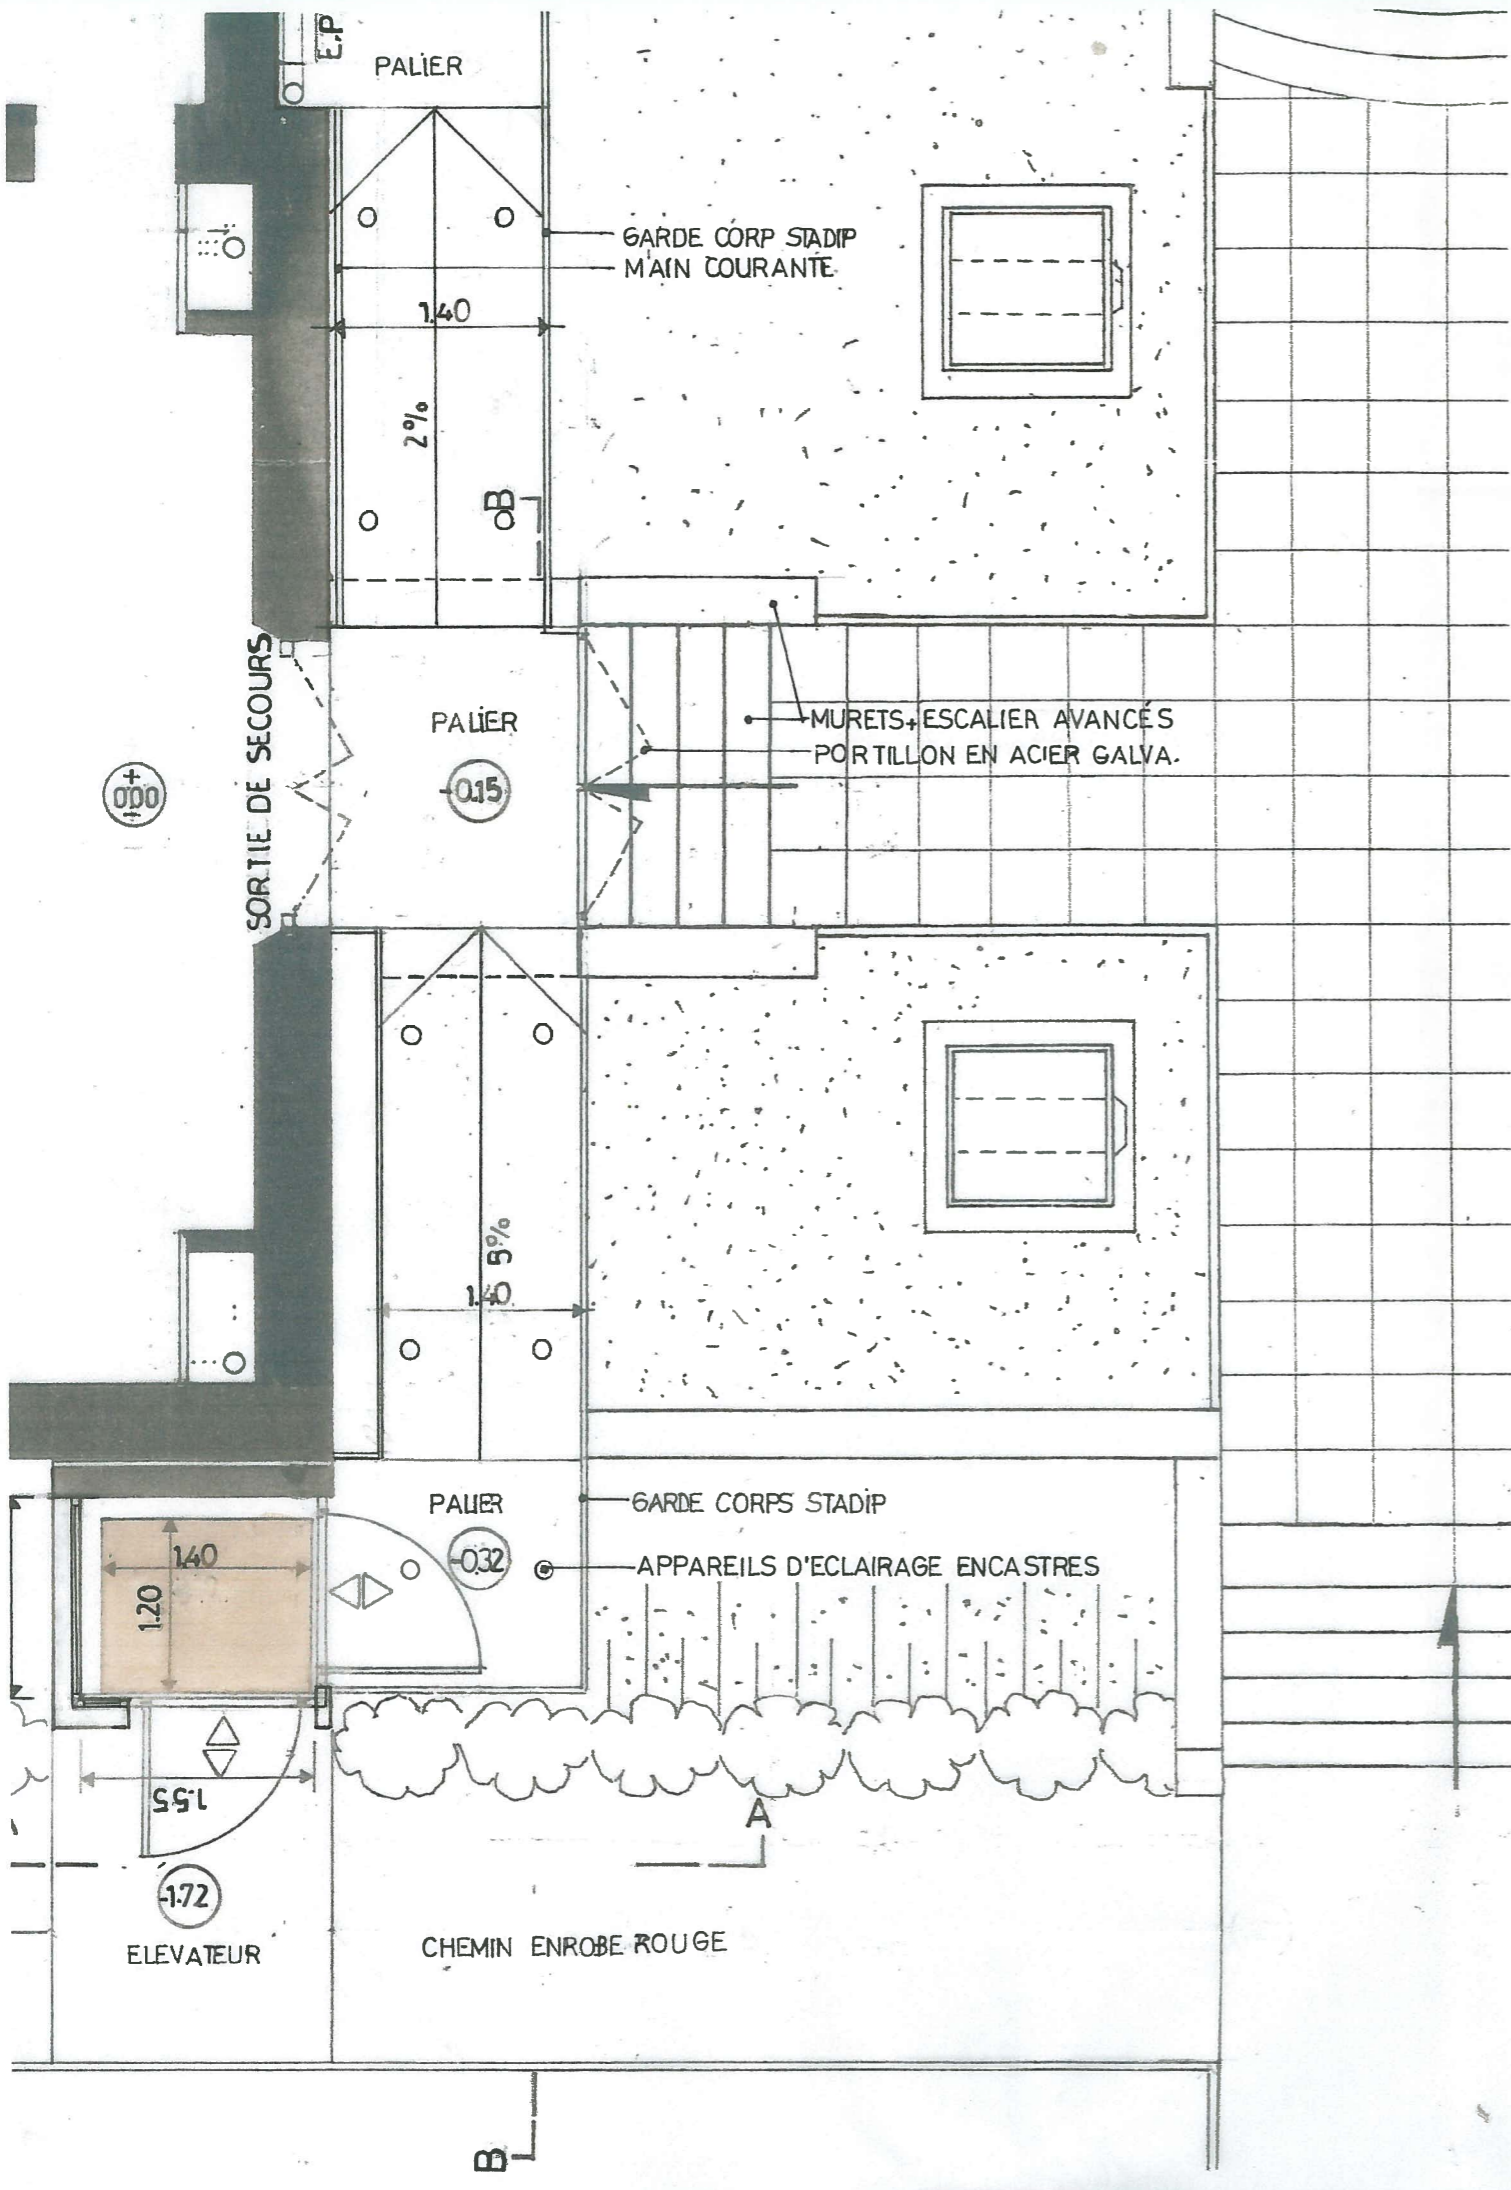 E.P
PALIER
GARDE CORP STADIP
MAIN COURANTE
1.40
2%
B
SORTIE DE SECOURS
PALIER
MURETS+ESCALIER AVANCÉS
PORTILLON EN ACIER GALVA.
±0.00
-0.15
5%
1.40
PALIER
GARDE CORPS STADIP
-0.32
APPAREILS D'ECLAIRAGE ENCASTRES
1.40
1.20
1.55
A
-1.72
ELEVATEUR
CHEMIN ENROBE ROUGE
B